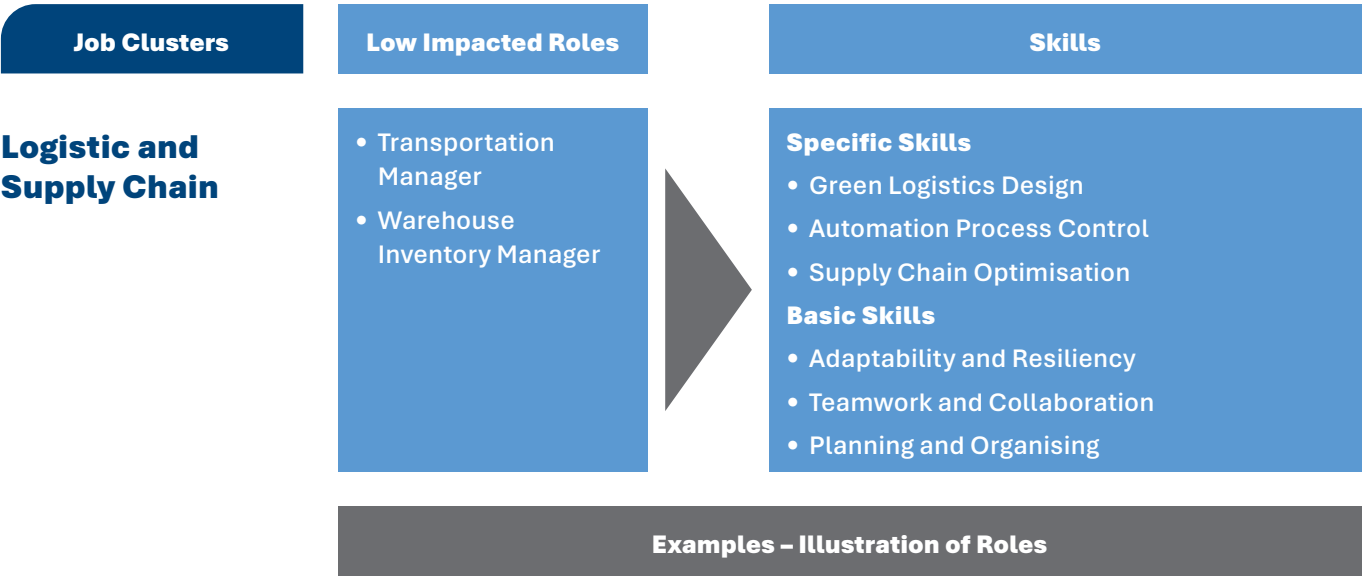 Job Clusters
Low Impacted Roles
Skills
Logistic and
Supply Chain
• Transportation
Manager
• Warehouse
Inventory Manager
Specific Skills
• Green Logistics Design
• Automation Process Control
• Supply Chain Optimisation
Basic Skills
• Adaptability and Resiliency
• Teamwork and Collaboration
• Planning and Organising
Examples – Illustration of Roles